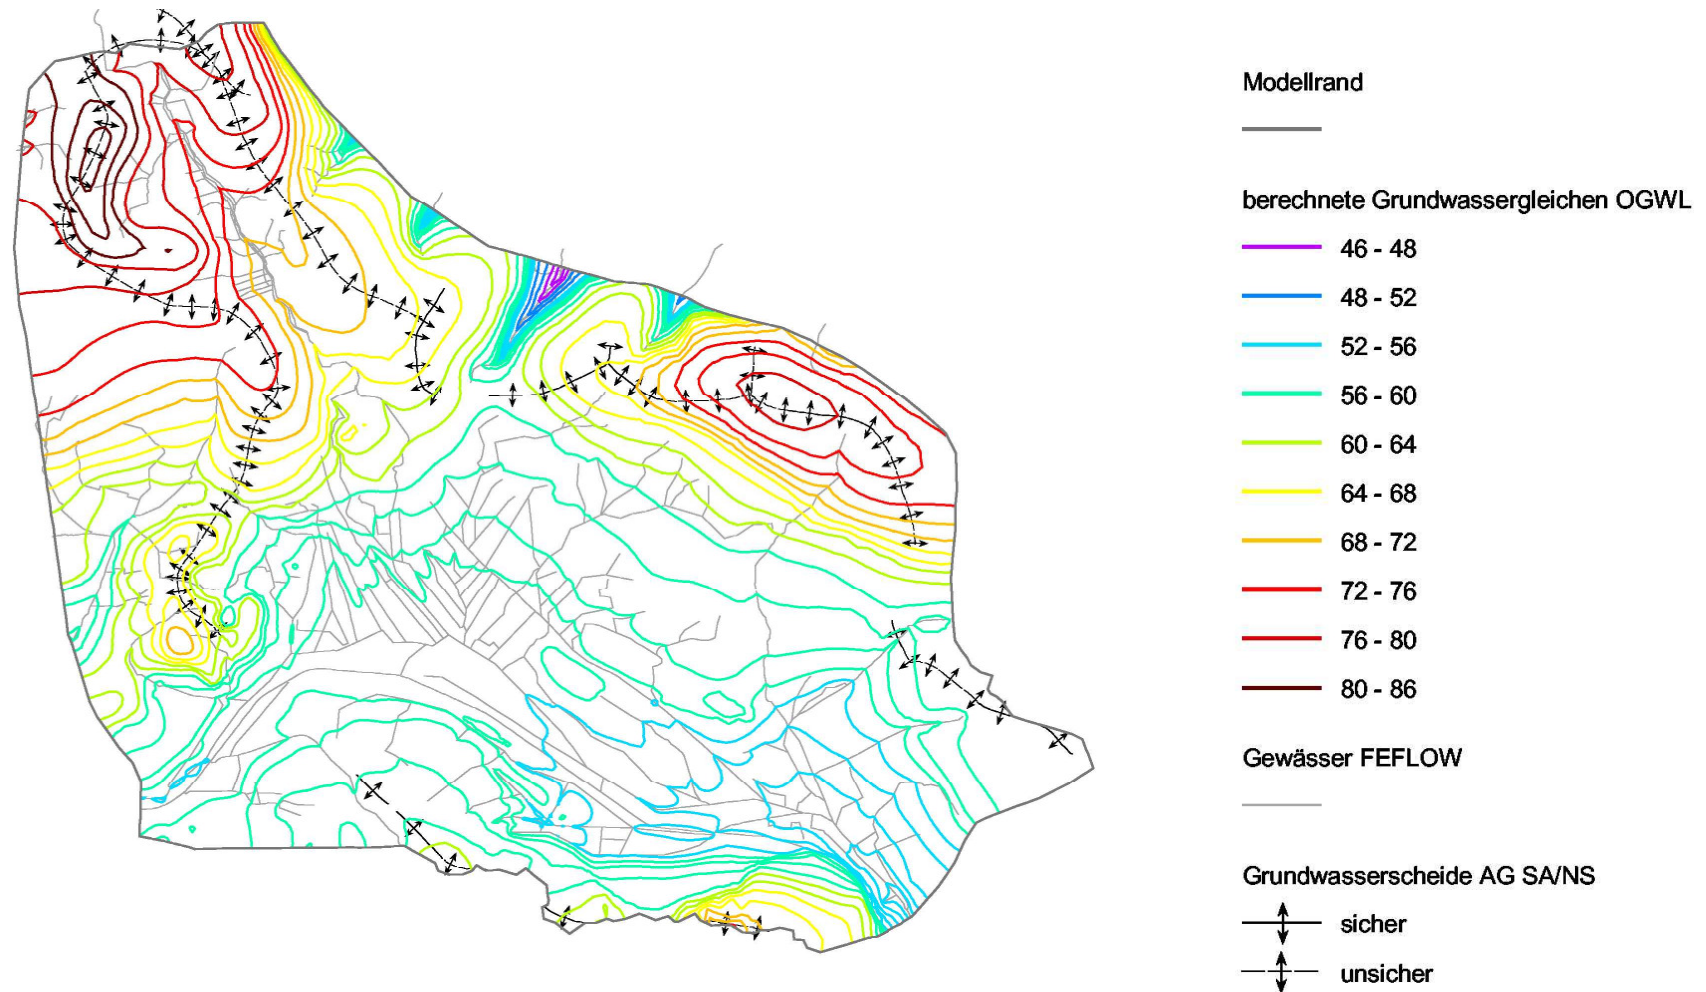 Modellrand
berechnete Grundwassergleichen OGWL
46 - 48
48 - 52
52 - 56
56 - 60
60 - 64
64 - 68
68 - 72
72 - 76
76 - 80
80 - 86
Gewässer FEFLOW
Grundwasserscheide AG SA/NS
sicher
unsicher